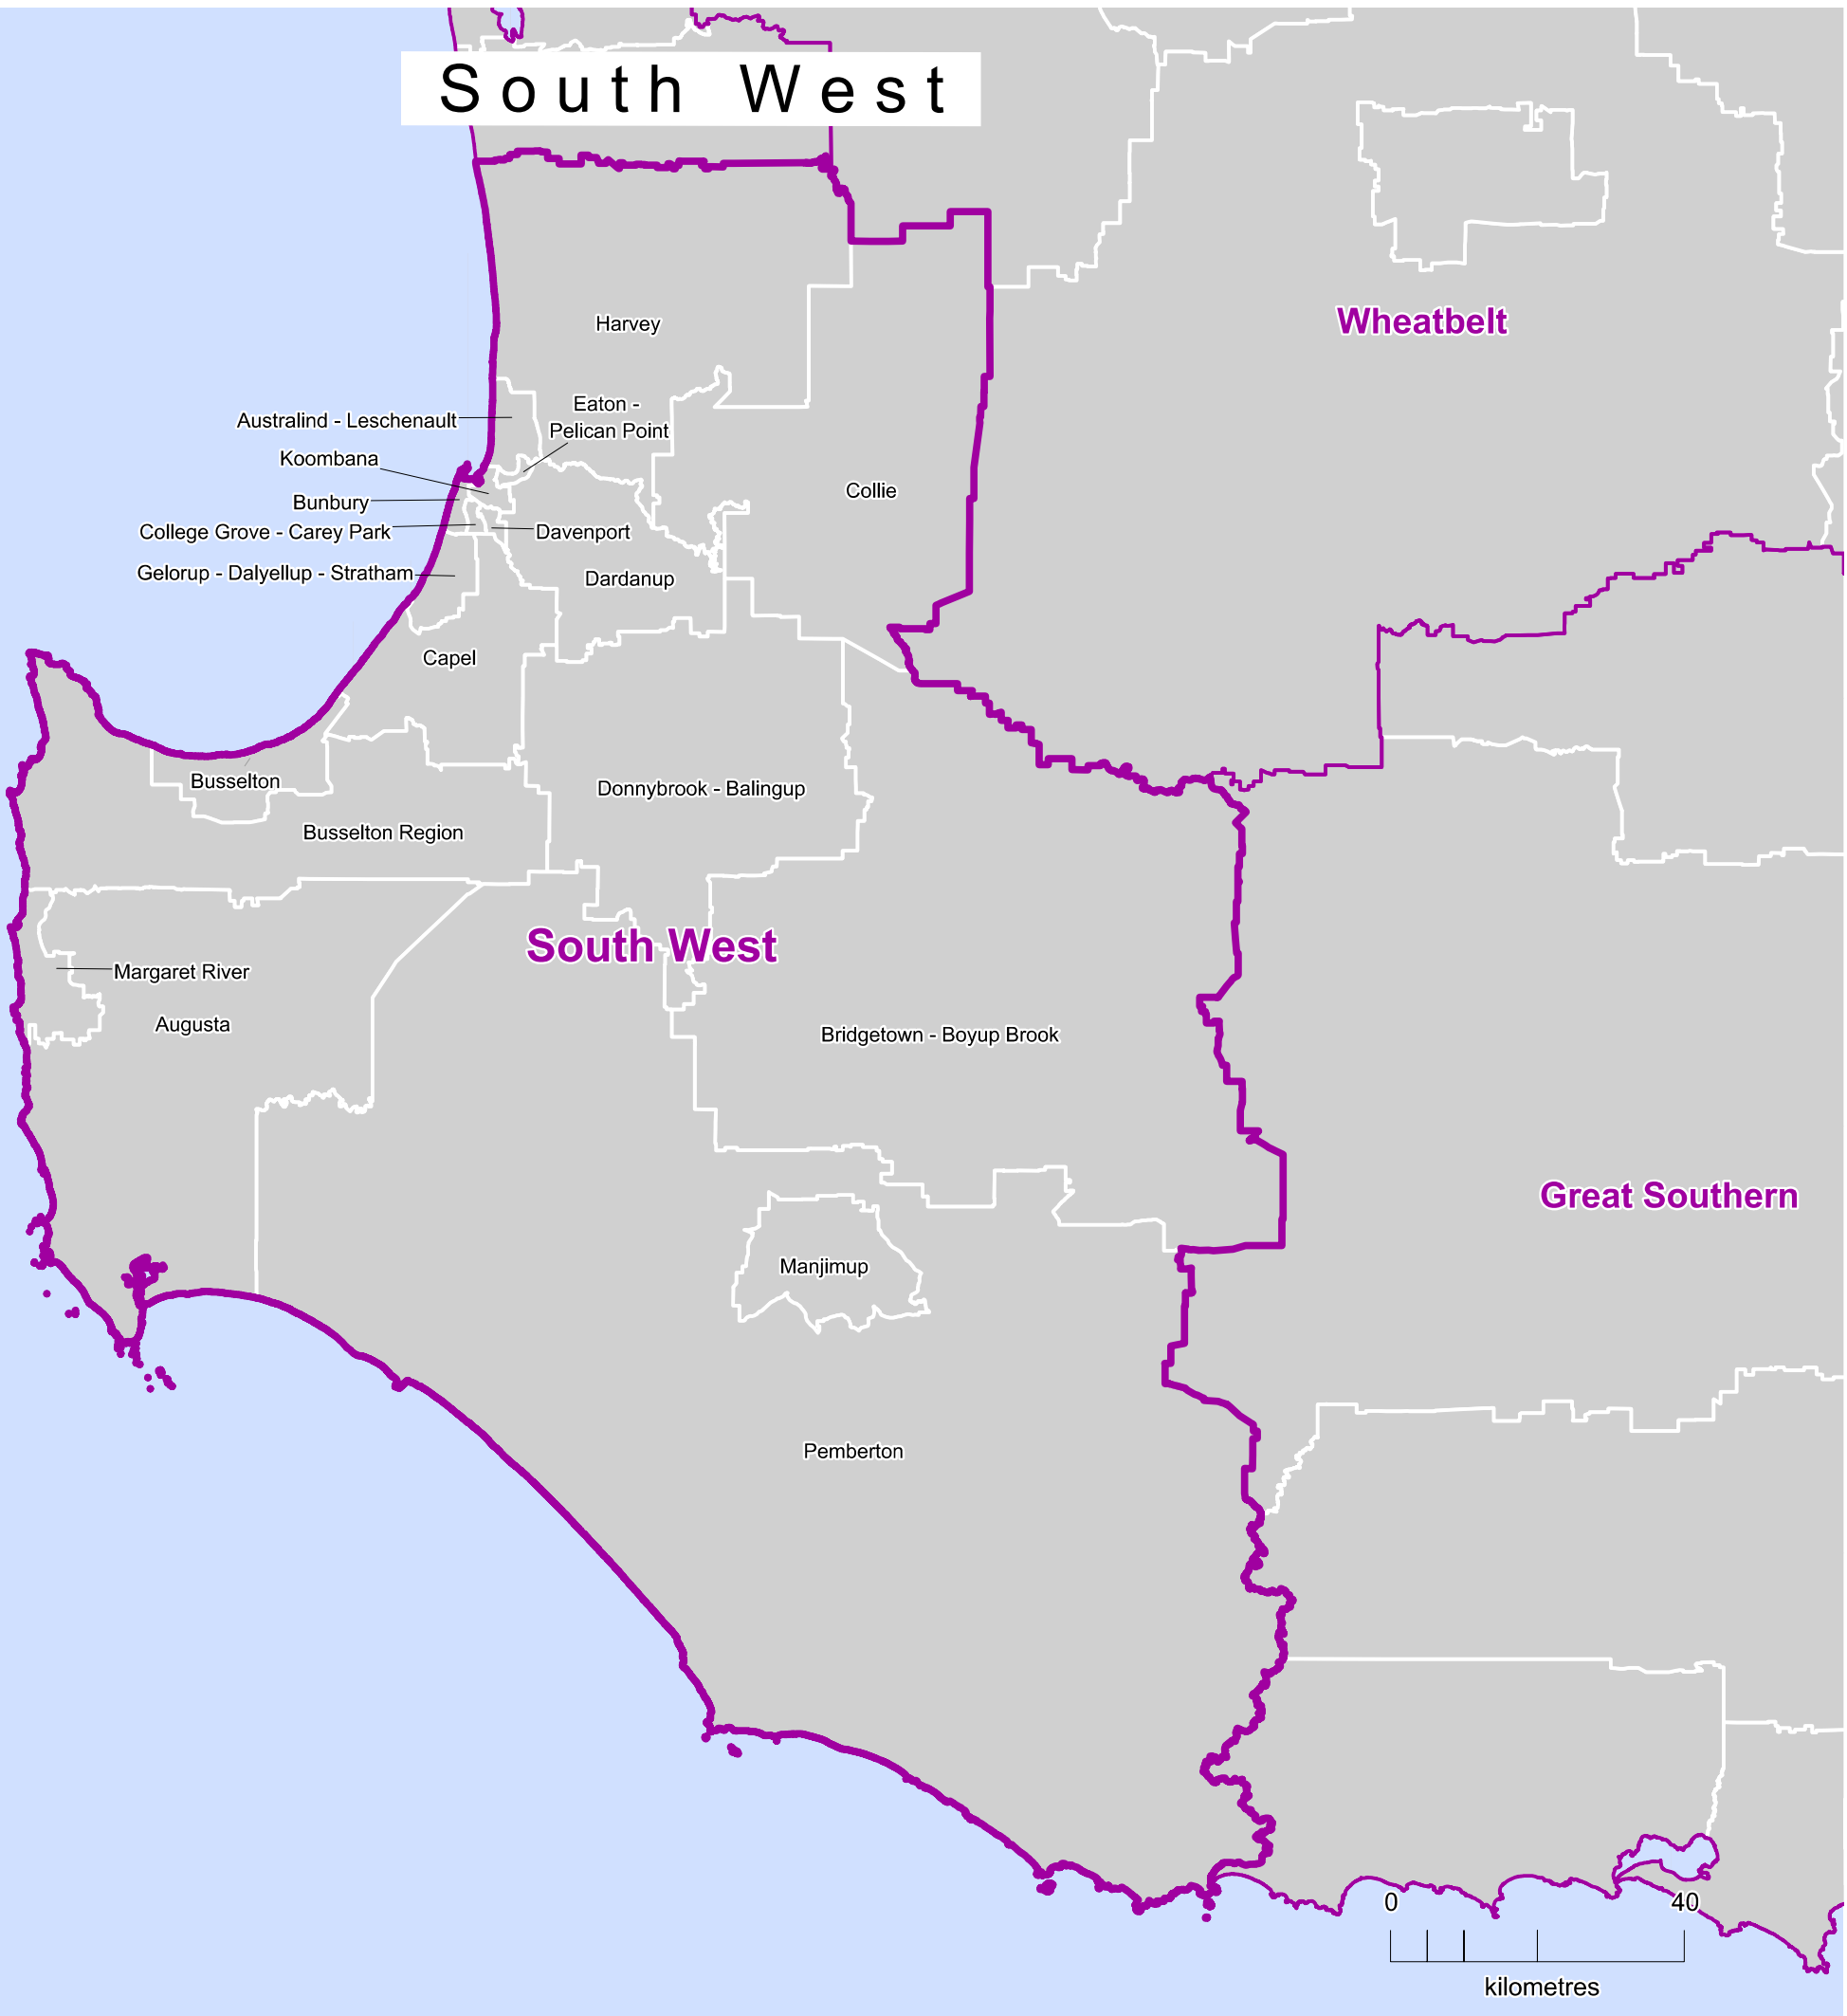 South West
Wheatbelt
Harvey
Eaton -
Pelican Point
Australind - Leschenault
Koombana
Collie
Bunbury
College Grove - Carey Park
Davenport
Gelorup - Dalyellup - Stratham
Dardanup
Capel
Busselton
Donnybrook - Balingup
Busselton Region
South West
Margaret River
Augusta
Bridgetown - Boyup Brook
Great Southern
Manjimup
Pemberton
0 40
kilometres